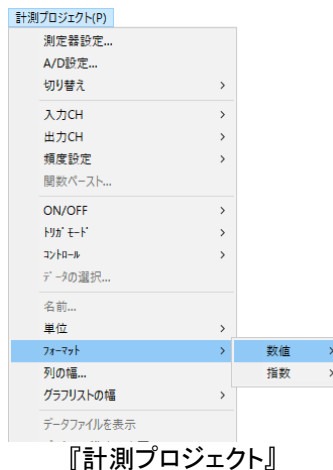 計測プロジェクト(P)
測定器設定...
A/D設定...
切り替え
入力CH
出力CH
頻度設定
関数ペースト...
ON/OFF
ﾄﾘｶﾞ ﾓｰﾄﾞ
ｺﾝﾄﾛｰﾙ
ﾃﾞｰﾀの選択...
名前...
単位
ﾌｫｰﾏｯﾄ
数値
指数
列の幅...
グラフリストの幅
データファイルを表示
『計測プロジェクト』